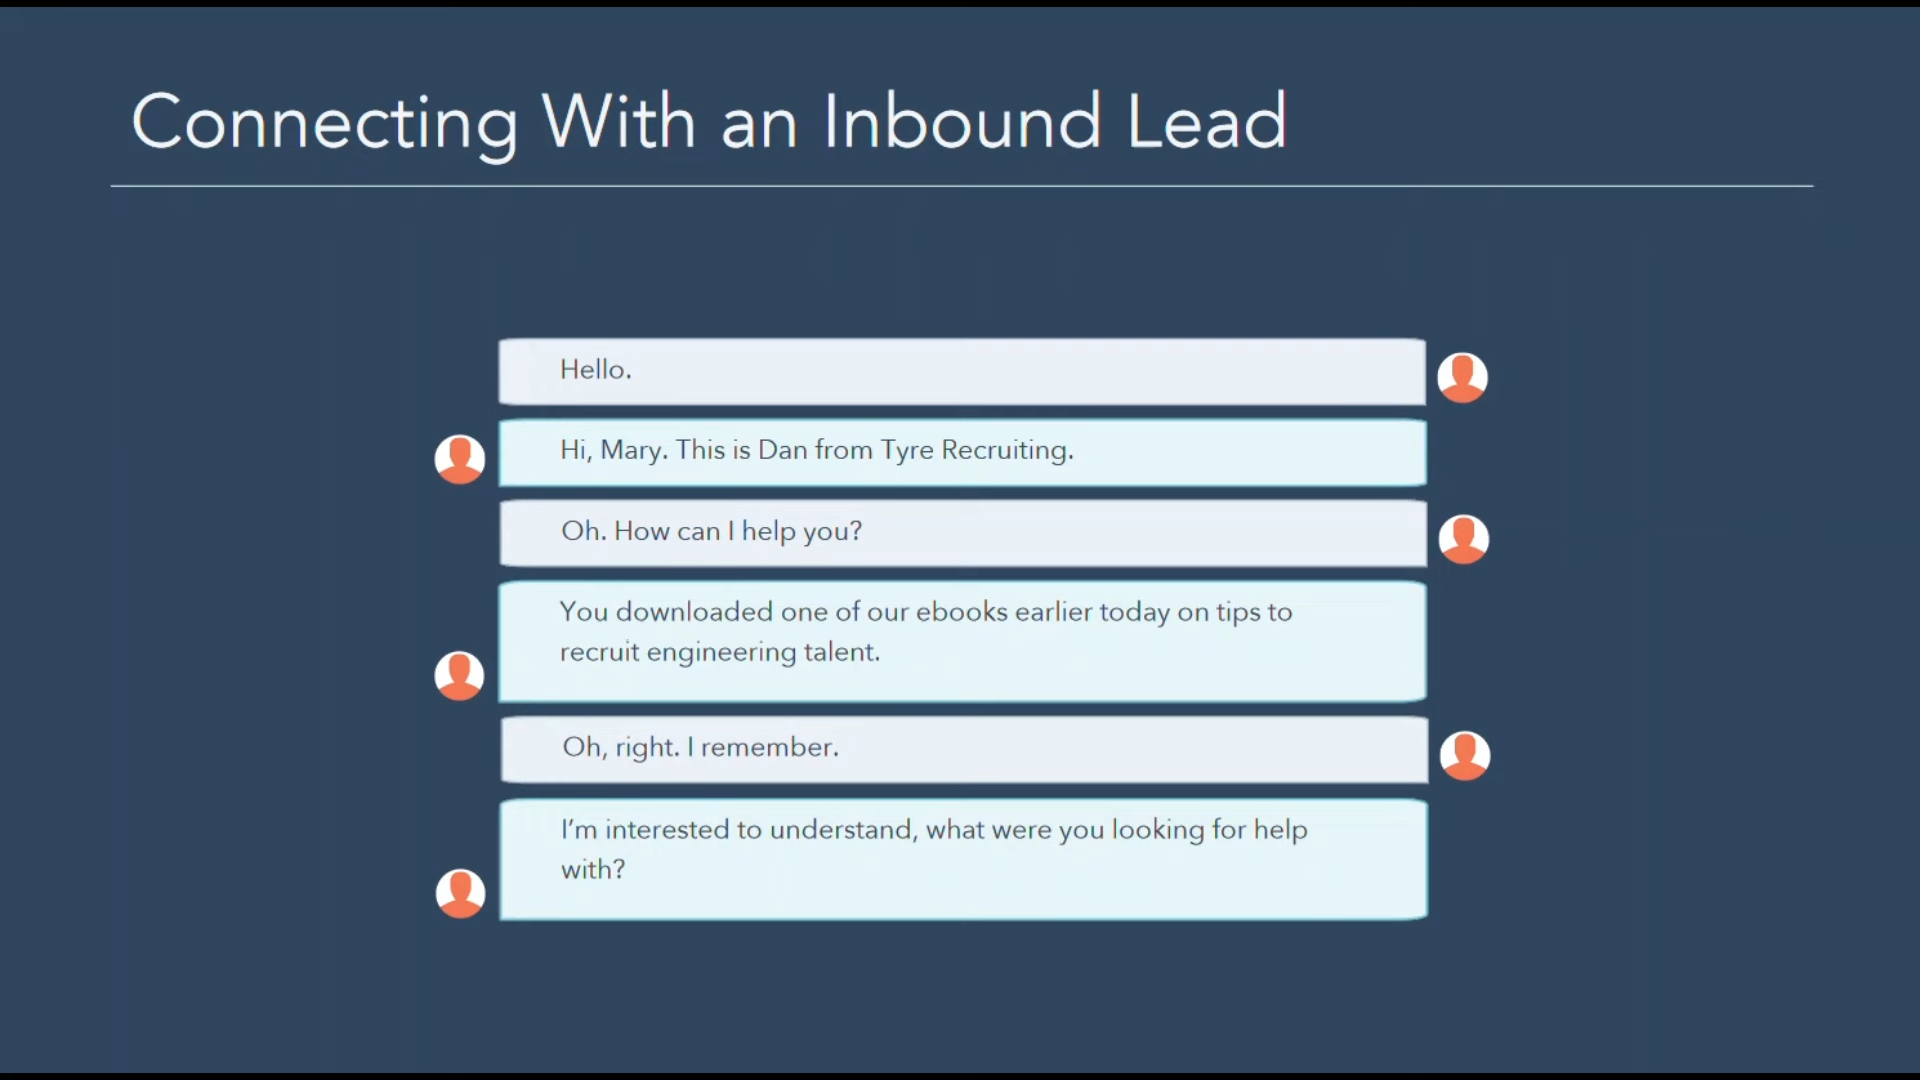 Connecting With an Inbound Lead
Hello.
Hi, Mary. This is Dan from Tyre Recruiting.
Oh. How can I help you?
You downloaded one of our ebooks earlier today on tips to
recruit engineering talent.
Oh, right. I remember.
I'm interested to understand, what were you looking for help
with?